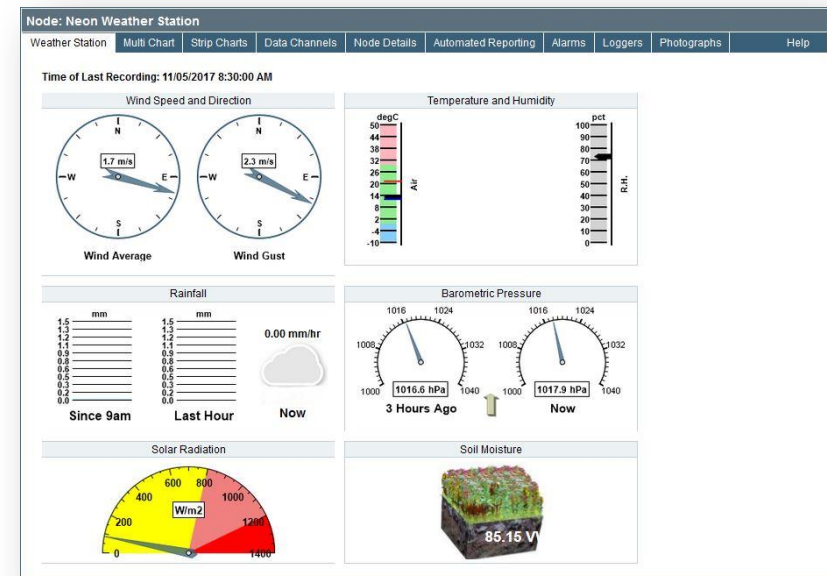 Node: Neon Weather Station
Weather Station Multi Chart Strip Charts Data Channels Node Details Automated Reporting Alarms Loggers Photographs Help
Time of Last Recording: 11/05/2017 8:30:00 AM
Wind Speed and Direction
N
1.7 m/s
W E
S
Wind Average
N
2.3 m/s
W E
S
Wind Gust
Temperature and Humidity
degC
50
44
38
32
26
20
14
8
2
-4
-10
Air
pct
100
90
80
70
60
50
40
30
20
10
0
R.H.
Rainfall
mm
1.5
1.3
1.2
1.1
0.9
0.8
0.6
0.5
0.3
0.2
0.0
Since 9am
mm
1.5
1.3
1.2
1.1
0.9
0.8
0.6
0.5
0.3
0.2
0.0
Last Hour
0.00 mm/hr
Now
Barometric Pressure
1016 1024
1008 1032
1000 1016.6 hPa 1040
3 Hours Ago
1016 1024
1008 1032
1000 1017.9 hPa 1040
Now
Solar Radiation
600 800
400 1000
W/m2
200 1200
0 1400
Soil Moisture
85.15